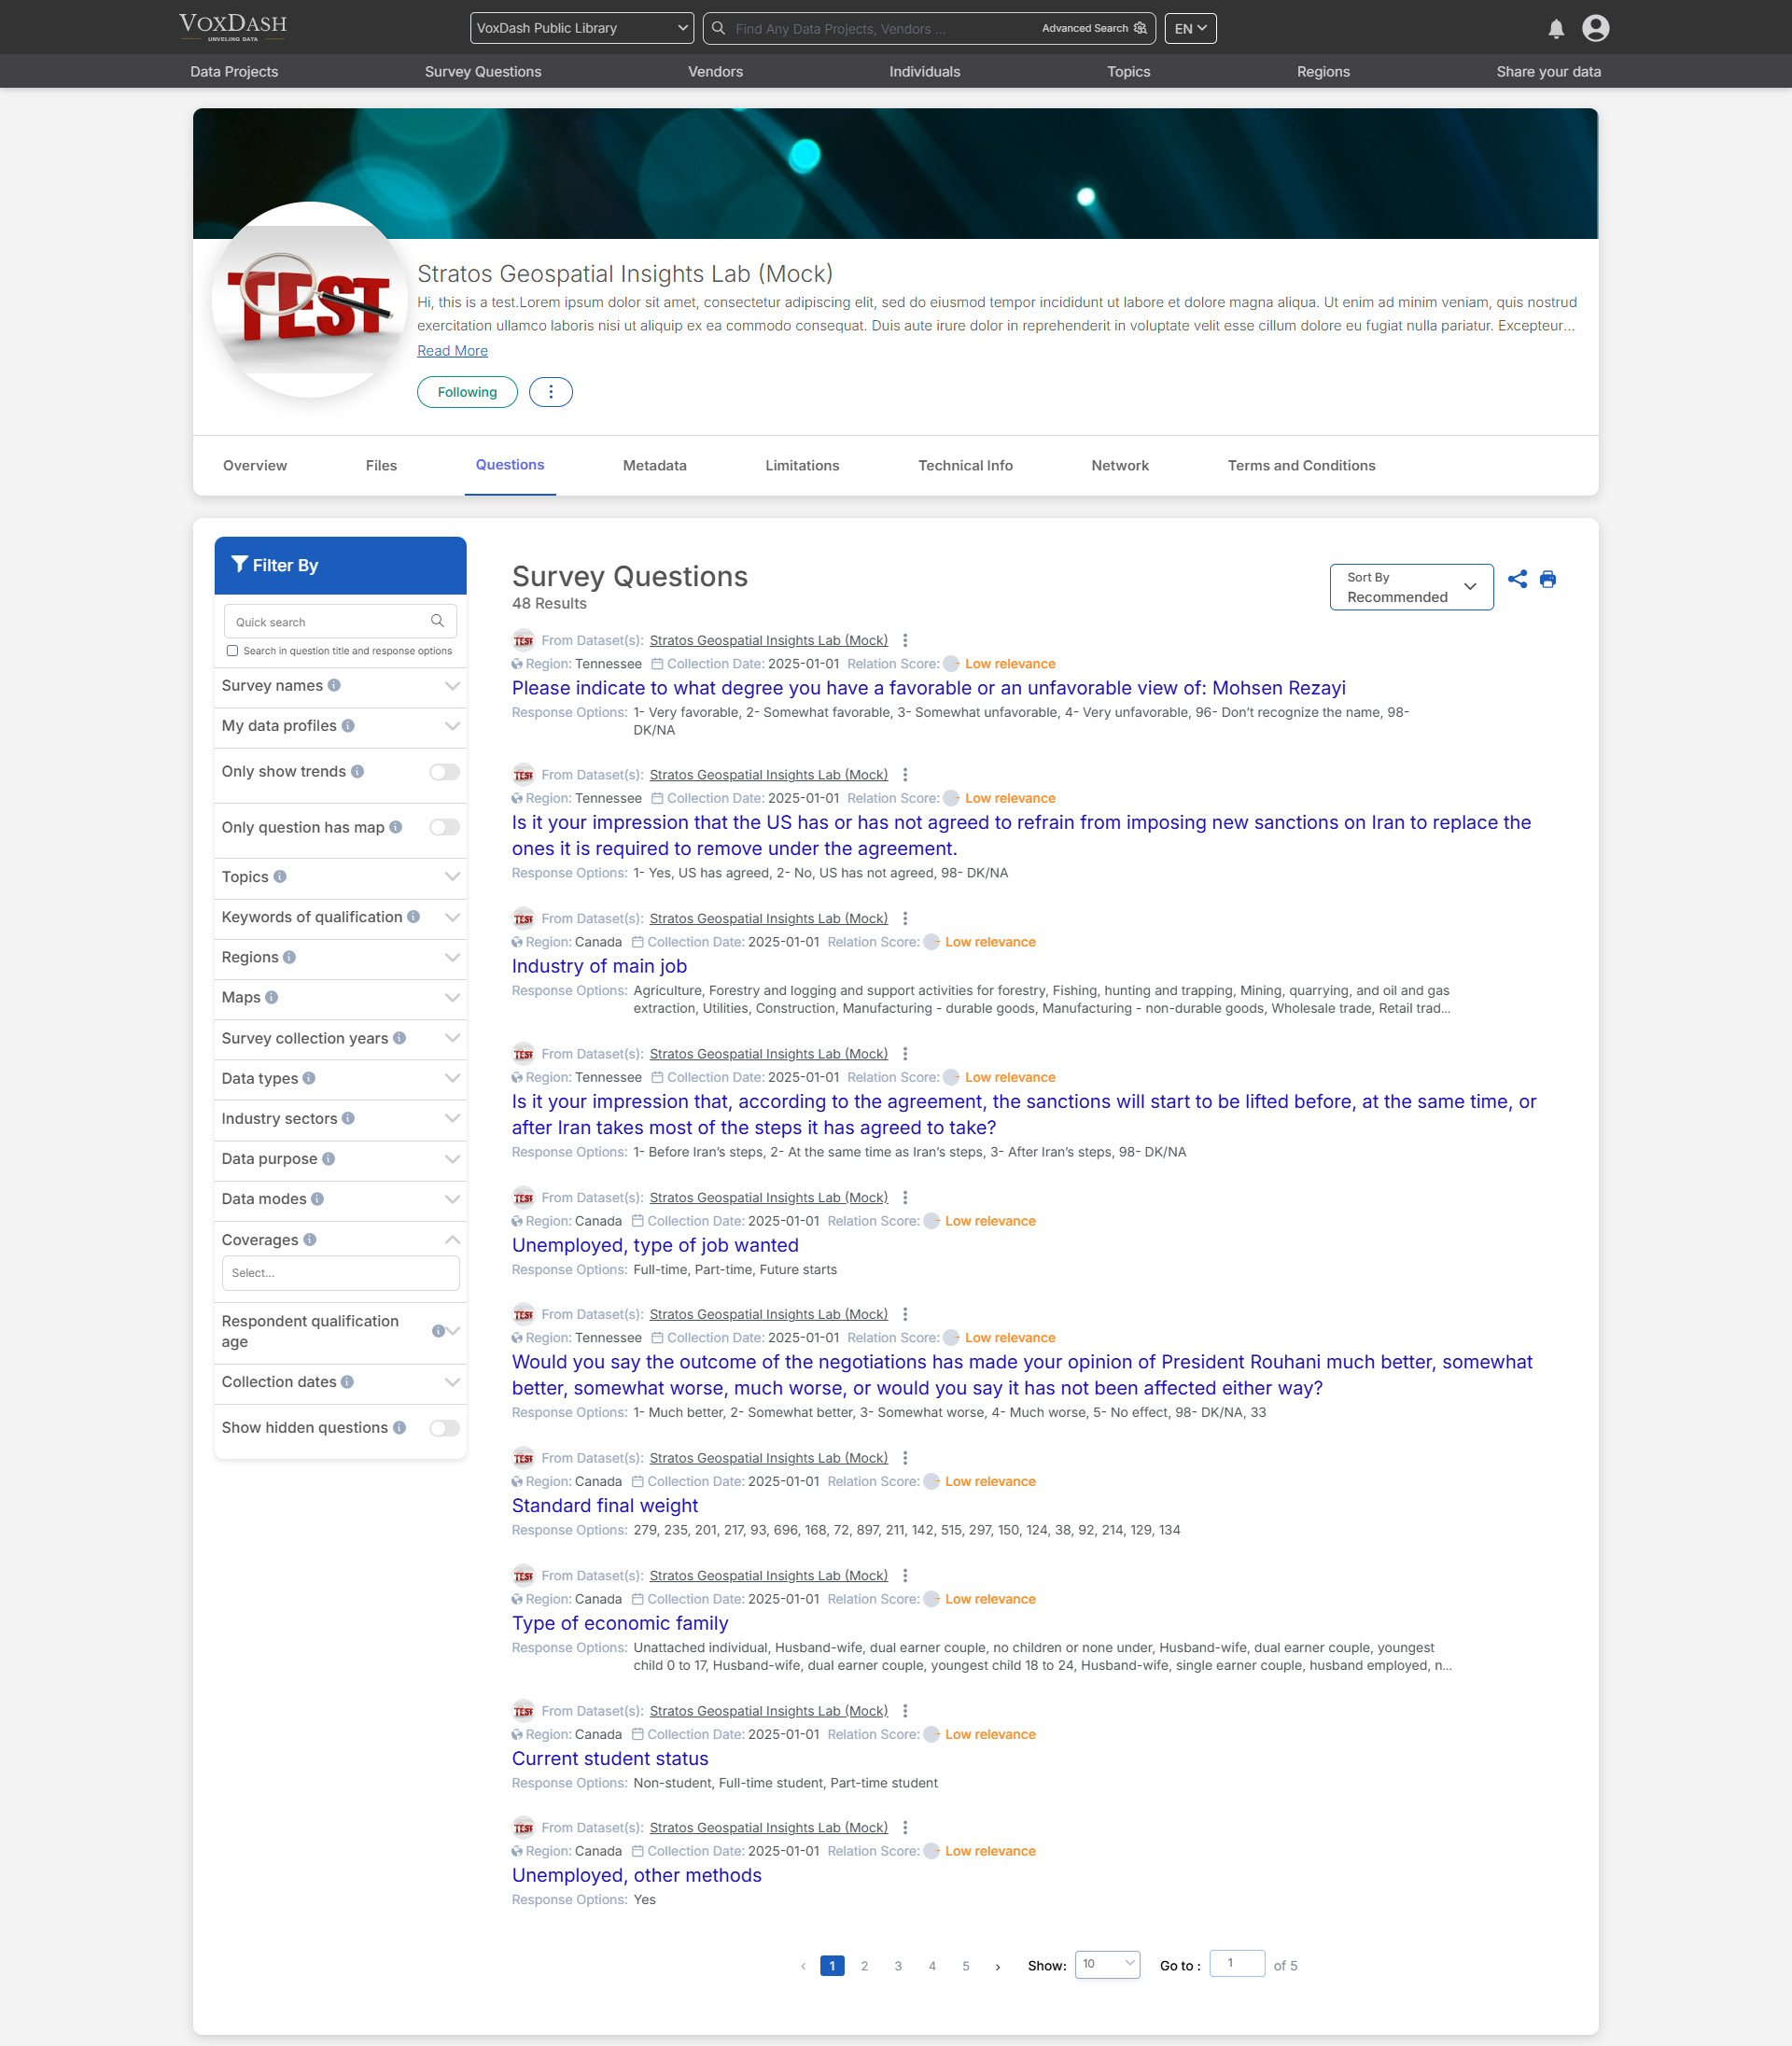 VOXDASH
UNVEILING DATA
VoxDash Public Library
Find Any Data Projects, Vendors ...
Advanced Search
EN
Data Projects
Survey Questions
Vendors
Individuals
Topics
Regions
Share your data
TEST
Stratos Geospatial Insights Lab (Mock)
Hi, this is a test.Lorem ipsum dolor sit amet, consectetur adipiscing elit, sed do eiusmod tempor incididunt ut labore et dolore magna aliqua. Ut enim ad minim veniam, quis nostrud
exercitation ullamco laboris nisi ut aliquip ex ea commodo consequat. Duis aute irure dolor in reprehenderit in voluptate velit esse cillum dolore eu fugiat nulla pariatur. Excepteur...
Read More
Following
Overview
Files
Questions
Metadata
Limitations
Technical Info
Network
Terms and Conditions
Filter By
Quick search
Search in question title and response options
Survey names
My data profiles
Only show trends
Only question has map
Topics
Keywords of qualification
Regions
Maps
Survey collection years
Data types
Industry sectors
Data purpose
Data modes
Coverages
Select...
Respondent qualification
age
Collection dates
Show hidden questions
Survey Questions
48 Results
Sort By
Recommended
TEST From Dataset(s): Stratos Geospatial Insights Lab (Mock)
Region: Tennessee Collection Date: 2025-01-01 Relation Score: Low relevance
Please indicate to what degree you have a favorable or an unfavorable view of: Mohsen Rezayi
Response Options: 1- Very favorable, 2- Somewhat favorable, 3- Somewhat unfavorable, 4- Very unfavorable, 96- Don't recognize the name, 98-
DK/NA
TEST From Dataset(s): Stratos Geospatial Insights Lab (Mock)
Region: Tennessee Collection Date: 2025-01-01 Relation Score: Low relevance
Is it your impression that the US has or has not agreed to refrain from imposing new sanctions on Iran to replace the
ones it is required to remove under the agreement.
Response Options: 1- Yes, US has agreed, 2- No, US has not agreed, 98- DK/NA
TEST From Dataset(s): Stratos Geospatial Insights Lab (Mock)
Region: Canada Collection Date: 2025-01-01 Relation Score: Low relevance
Industry of main job
Response Options: Agriculture, Forestry and logging and support activities for forestry, Fishing, hunting and trapping, Mining, quarrying, and oil and gas
extraction, Utilities, Construction, Manufacturing - durable goods, Manufacturing - non-durable goods, Wholesale trade, Retail trad...
TEST From Dataset(s): Stratos Geospatial Insights Lab (Mock)
Region: Tennessee Collection Date: 2025-01-01 Relation Score: Low relevance
Is it your impression that, according to the agreement, the sanctions will start to be lifted before, at the same time, or
after Iran takes most of the steps it has agreed to take?
Response Options: 1- Before Iran's steps, 2- At the same time as Iran's steps, 3- After Iran's steps, 98- DK/NA
TEST From Dataset(s): Stratos Geospatial Insights Lab (Mock)
Region: Canada Collection Date: 2025-01-01 Relation Score: Low relevance
Unemployed, type of job wanted
Response Options: Full-time, Part-time, Future starts
TEST From Dataset(s): Stratos Geospatial Insights Lab (Mock)
Region: Tennessee Collection Date: 2025-01-01 Relation Score: Low relevance
Would you say the outcome of the negotiations has made your opinion of President Rouhani much better, somewhat
better, somewhat worse, much worse, or would you say it has not been affected either way?
Response Options: 1- Much better, 2- Somewhat better, 3- Somewhat worse, 4- Much worse, 5- No effect, 98- DK/NA, 33
TEST From Dataset(s): Stratos Geospatial Insights Lab (Mock)
Region: Canada Collection Date: 2025-01-01 Relation Score: Low relevance
Standard final weight
Response Options: 279, 235, 201, 217, 93, 696, 168, 72, 897, 211, 142, 515, 297, 150, 124, 38, 92, 214, 129, 134
TEST From Dataset(s): Stratos Geospatial Insights Lab (Mock)
Region: Canada Collection Date: 2025-01-01 Relation Score: Low relevance
Type of economic family
Response Options: Unattached individual, Husband-wife, dual earner couple, no children or none under, Husband-wife, dual earner couple, youngest
child 0 to 17, Husband-wife, dual earner couple, youngest child 18 to 24, Husband-wife, single earner couple, husband employed, n...
TEST From Dataset(s): Stratos Geospatial Insights Lab (Mock)
Region: Canada Collection Date: 2025-01-01 Relation Score: Low relevance
Current student status
Response Options: Non-student, Full-time student, Part-time student
TEST From Dataset(s): Stratos Geospatial Insights Lab (Mock)
Region: Canada Collection Date: 2025-01-01 Relation Score: Low relevance
Unemployed, other methods
Response Options: Yes
‹ 1 2 3 4 5 › Show: 10 Go to : 1 of 5